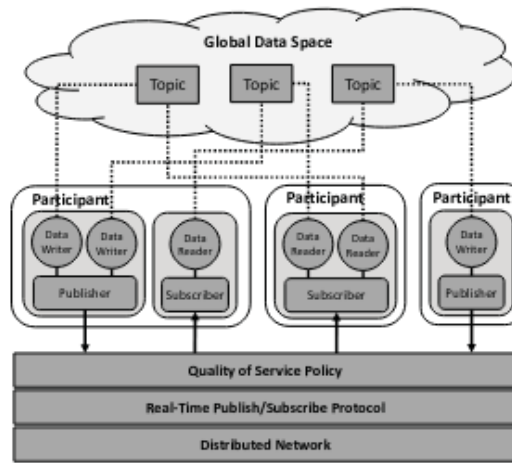 Global Data Space
Topic
Topic
Topic
Participant
Participant
Participant
Data
Writer
Data
Writer
Data
Reader
Data
Reader
Data
Reader
Data
Writer
Publisher
Subscriber
Subscriber
Publisher
Quality of Service Policy
Real-Time Publish/Subscribe Protocol
Distributed Network